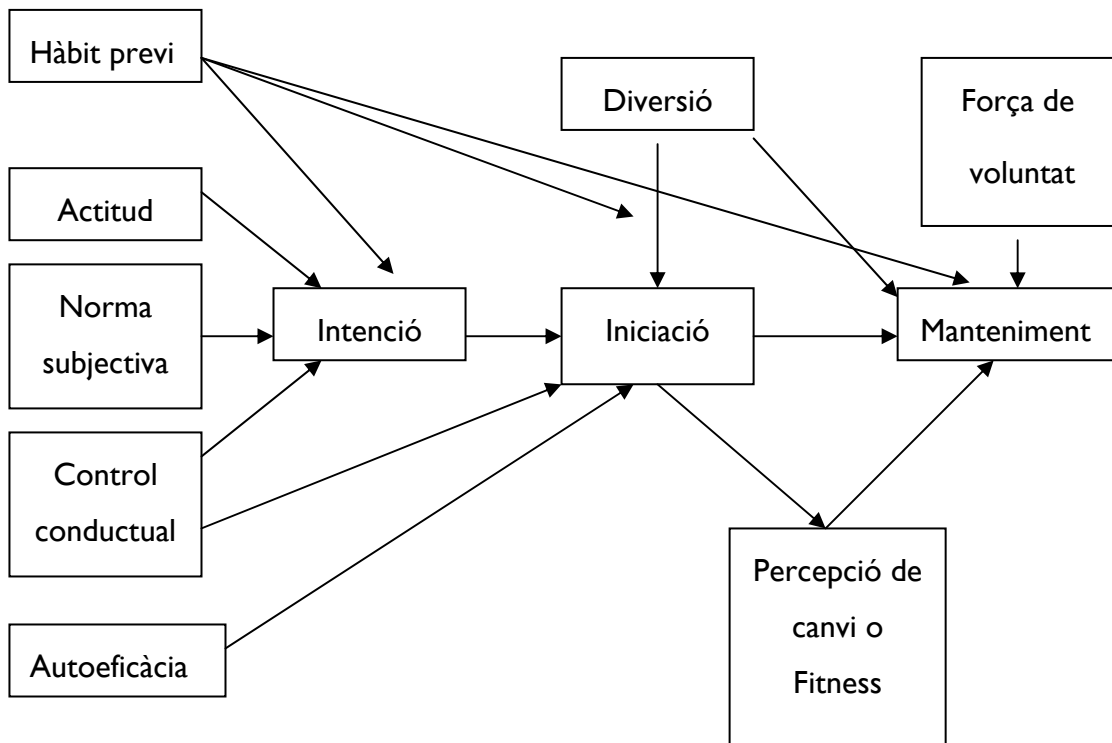 Hàbit previ
Diversió
Força de
voluntat
Actitud
Norma
subjectiva
Intenció
Iniciació
Manteniment
Control
conductual
Autoeficàcia
Percepció de
canvi o
Fitness